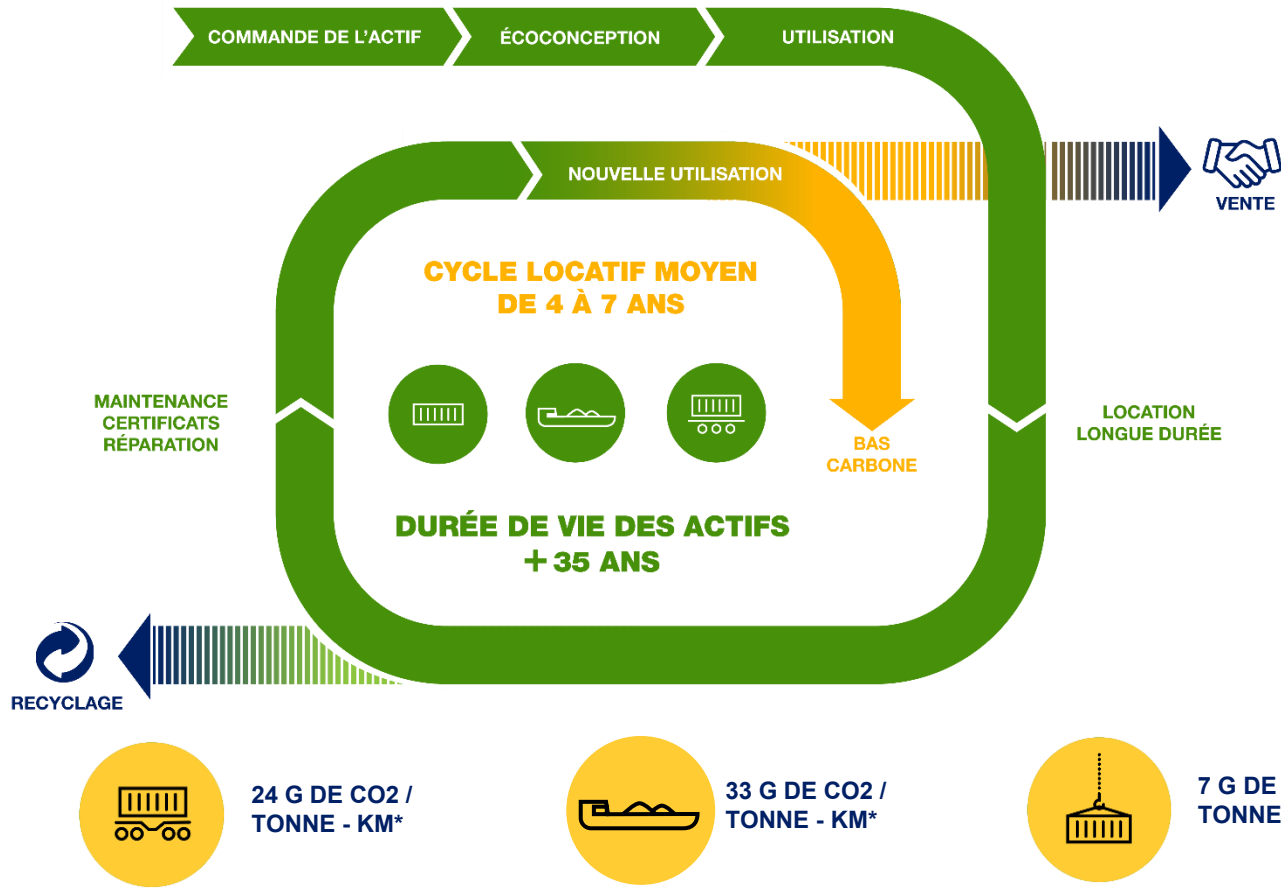 COMMANDE DE L'ACTIF
ÉCOCONCEPTION
UTILISATION
NOUVELLE UTILISATION
VENTE
CYCLE LOCATIF MOYEN
DE 4 À 7 ANS
MAINTENANCE
CERTIFICATS
RÉPARATION
LOCATION
LONGUE DURÉE
BAS
CARBONE
DURÉE DE VIE DES ACTIFS
+ 35 ANS
RECYCLAGE
24 G DE CO2 /
TONNE - KM*
33 G DE CO2 /
TONNE - KM*
7 G DE
TONNE